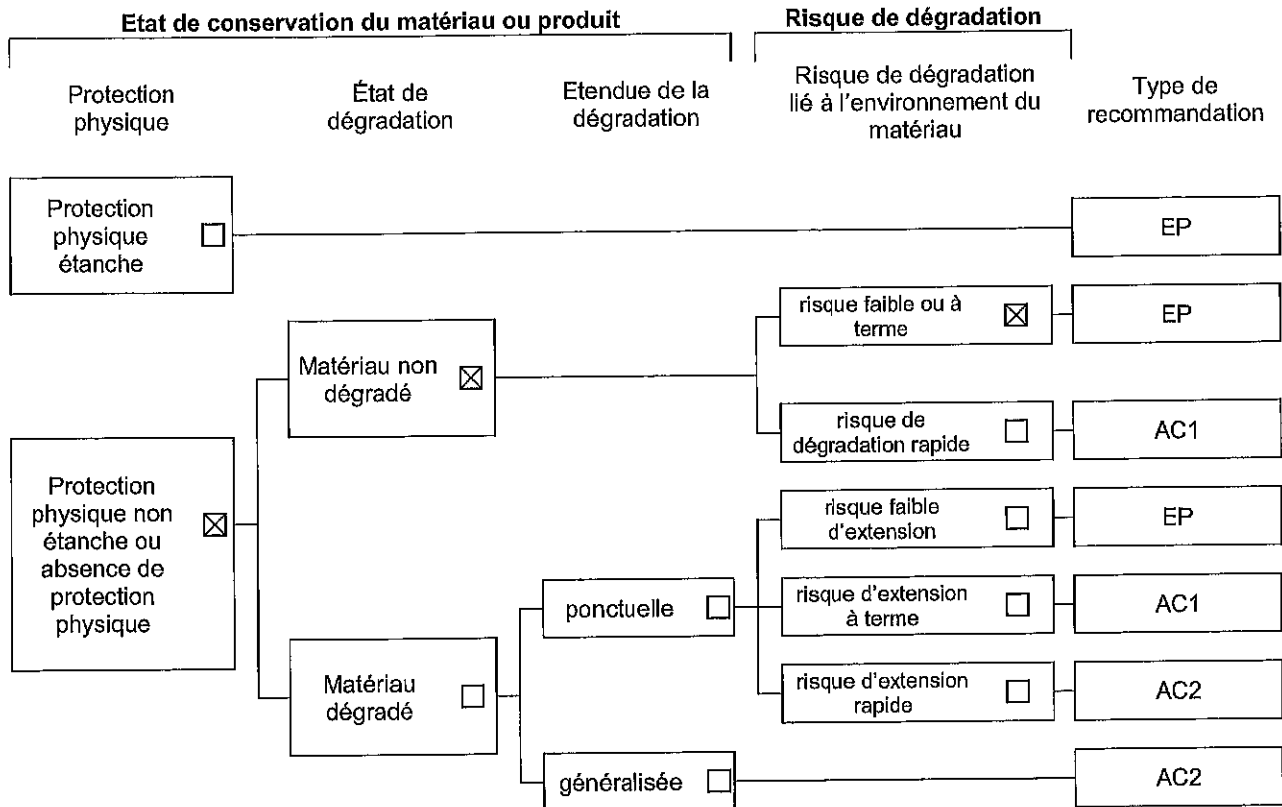 Etat de conservation du matériau ou produit
Risque de dégradation
Protection
physique
État de
dégradation
Etendue de la
dégradation
Risque de dégradation
lié à l'environnement du
matériau
Type de
recommandation
Protection
physique
étanche
EP
risque faible ou à
terme
EP
Matériau non
dégradé
risque de
dégradation rapide
AC1
Protection
physique non
étanche ou
absence de
protection
physique
risque faible
d'extension
EP
ponctuelle
risque d'extension
à terme
AC1
Matériau
dégradé
risque d'extension
rapide
AC2
généralisée
AC2